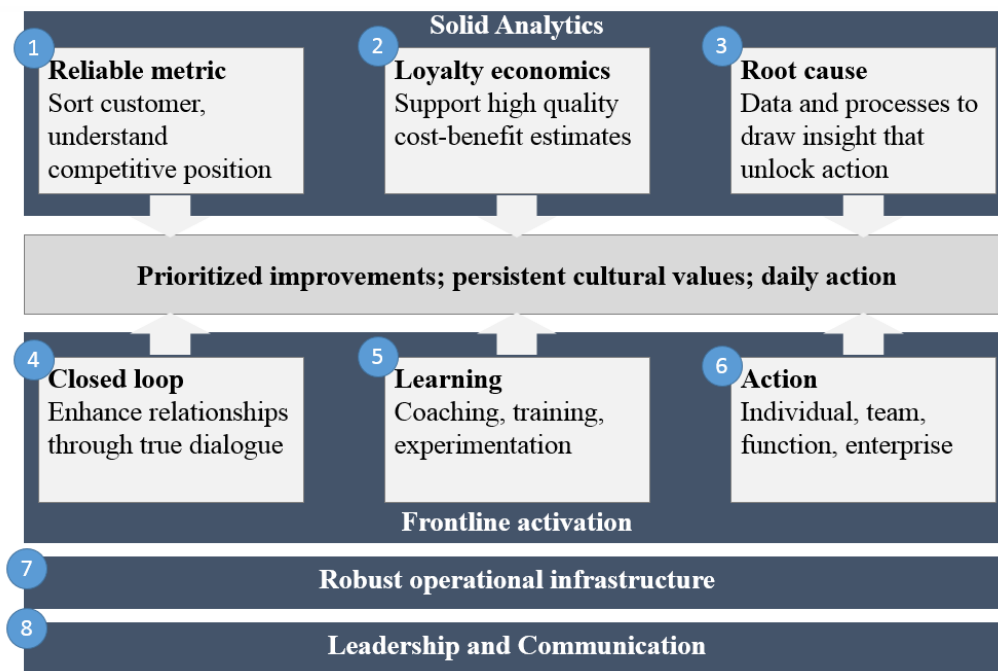 Solid Analytics
1
Reliable metric
Sort customer,
understand
competitive position
2
Loyalty economics
Support high quality
cost-benefit estimates
3
Root cause
Data and processes to
draw insight that
unlock action
Prioritized improvements; persistent cultural values; daily action
4
Closed loop
Enhance relationships
through true dialogue
5
Learning
Coaching, training,
experimentation
6
Action
Individual, team,
function, enterprise
Frontline activation
7
Robust operational infrastructure
8
Leadership and Communication